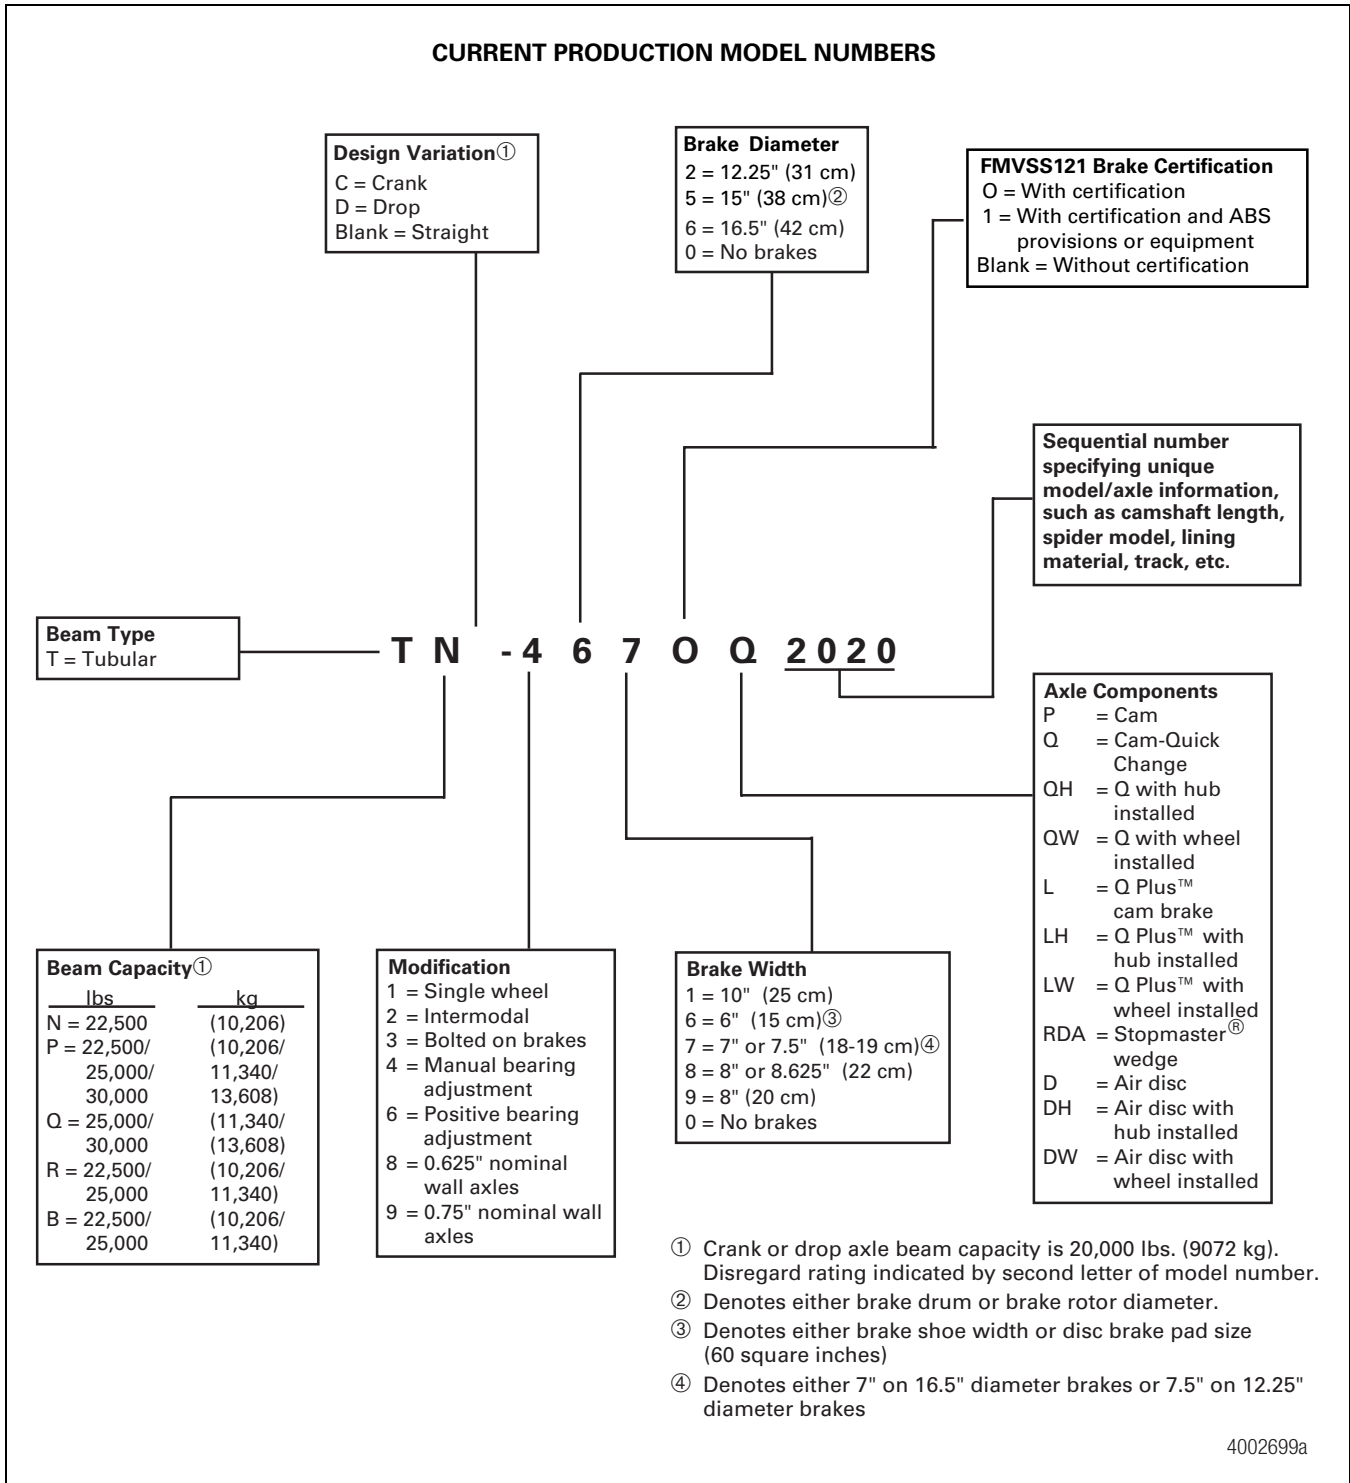 CURRENT PRODUCTION MODEL NUMBERS
Design Variation①
C = Crank
D = Drop
Blank = Straight
Brake Diameter
2 = 12.25" (31 cm)
5 = 15" (38 cm)②
6 = 16.5" (42 cm)
0 = No brakes
FMVSS121 Brake Certification
O = With certification
1 = With certification and ABS
provisions or equipment
Blank = Without certification
Sequential number
specifying unique
model/axle information,
such as camshaft length,
spider model, lining
material, track, etc.
Beam Type
T = Tubular
T N - 4 6 7 O Q 2 0 2 0
Axle Components
P = Cam
Q = Cam-Quick
Change
QH = Q with hub
installed
QW = Q with wheel
installed
L = Q Plus™
cam brake
LH = Q Plus™ with
hub installed
LW = Q Plus™ with
wheel installed
RDA = Stopmaster®
wedge
D = Air disc
DH = Air disc with
hub installed
DW = Air disc with
wheel installed
Beam Capacity①
lbs kg
N = 22,500 (10,206)
P = 22,500/ (10,206/
25,000/ 11,340/
30,000 13,608)
Q = 25,000/ (11,340/
30,000 (13,608)
R = 22,500/ (10,206/
25,000 11,340)
B = 22,500/ (10,206/
25,000 11,340)
Modification
1 = Single wheel
2 = Intermodal
3 = Bolted on brakes
4 = Manual bearing
adjustment
6 = Positive bearing
adjustment
8 = 0.625" nominal
wall axles
9 = 0.75" nominal wall
axles
Brake Width
1 = 10" (25 cm)
6 = 6" (15 cm)③
7 = 7" or 7.5" (18-19 cm)④
8 = 8" or 8.625" (22 cm)
9 = 8" (20 cm)
0 = No brakes
① Crank or drop axle beam capacity is 20,000 lbs. (9072 kg).
Disregard rating indicated by second letter of model number.
② Denotes either brake drum or brake rotor diameter.
③ Denotes either brake shoe width or disc brake pad size
(60 square inches)
④ Denotes either 7" on 16.5" diameter brakes or 7.5" on 12.25"
diameter brakes
4002699a